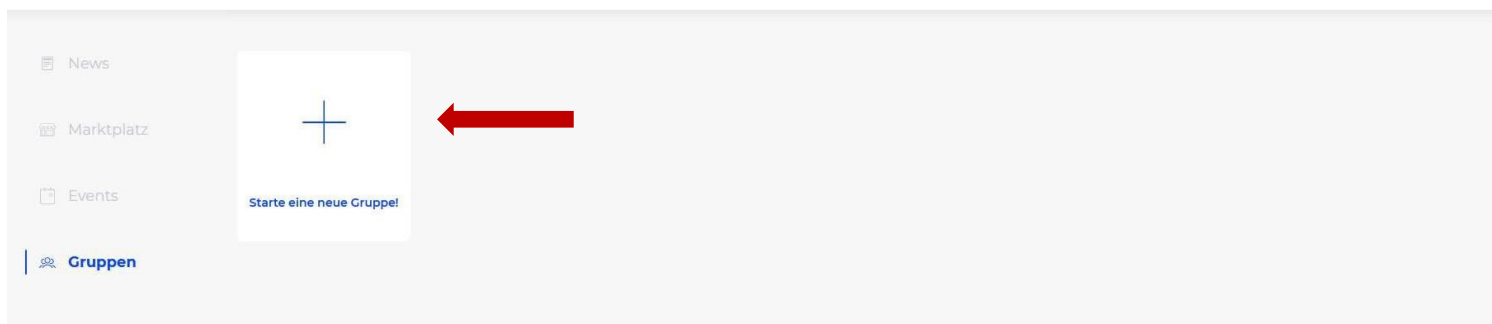 News
Marktplatz
Events
Gruppen
Starte eine neue Gruppe!